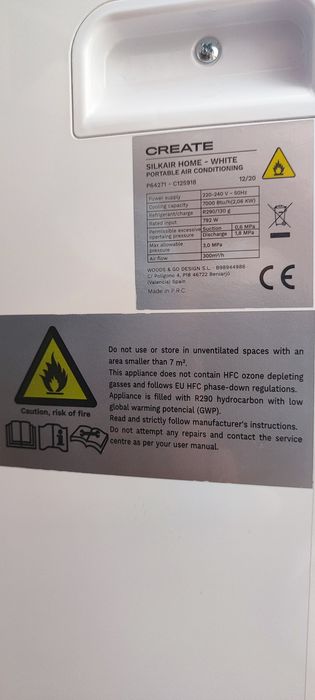 CREATE
SILKAIR HOME - WHITE
PORTABLE AIR CONDITIONING
P64271 - C125918 12/20
Power supply 220-240 V ~ 50Hz
Cooling capacity 7000 Btu/h(2,06 KW)
Refrigerant/charge R290/130 g
Rated input 792 W
Permissible excessive Suction 0,6 MPa
opertaing pressure Discharge 1,8 MPa
Max allowable
pressure 3,0 MPa
Air flow 300m³/h
WOODS & GO DESIGN S.L. - B98944986
C/ Polígono 4, P18 46722 Beniarjó
(Valencia) Spain
Made in P.R.C.
CE
Do not use or store in unventilated spaces with an
area smaller than 7 m².
This appliance does not contain HFC ozone depleting
gasses and follows EU HFC phase-down regulations.
Appliance is filled with R290 hydrocarbon with low
global warming potencial (GWP).
Read and strictly follow manufacturer's instructions.
Do not attempt any repairs and contact the service
centre as per your user manual.
Caution, risk of fire